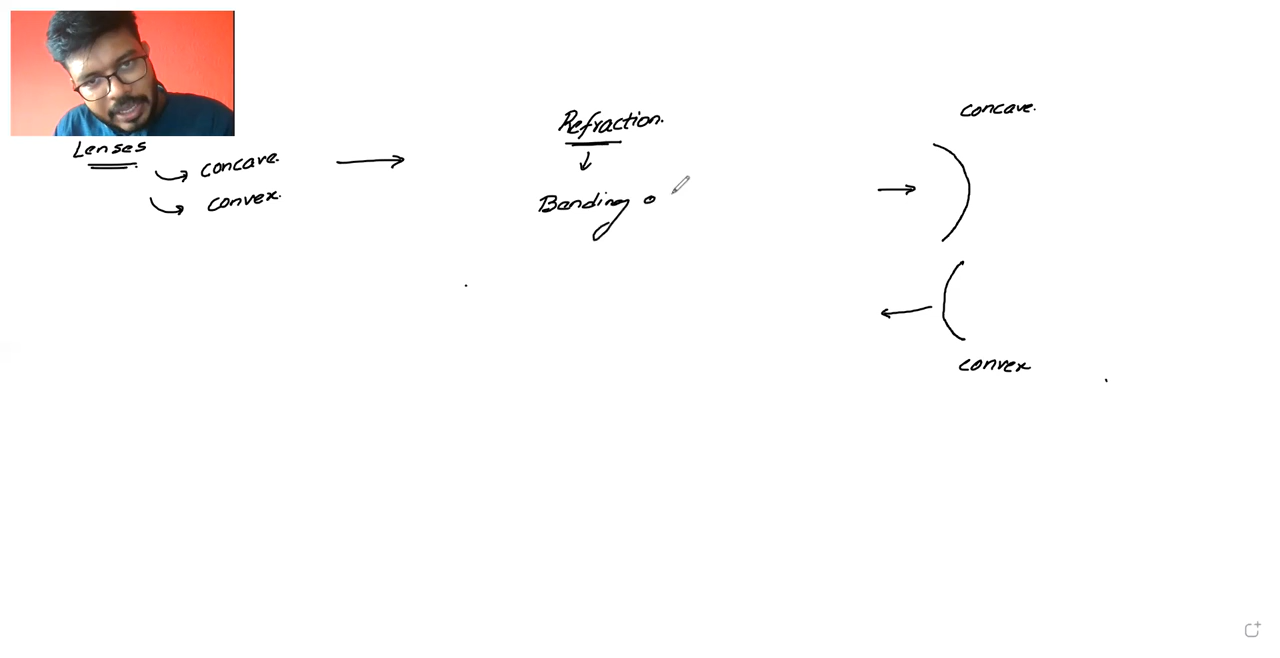 Lenses
concave.
convex.
Refraction.
Bending o
concave.
convex